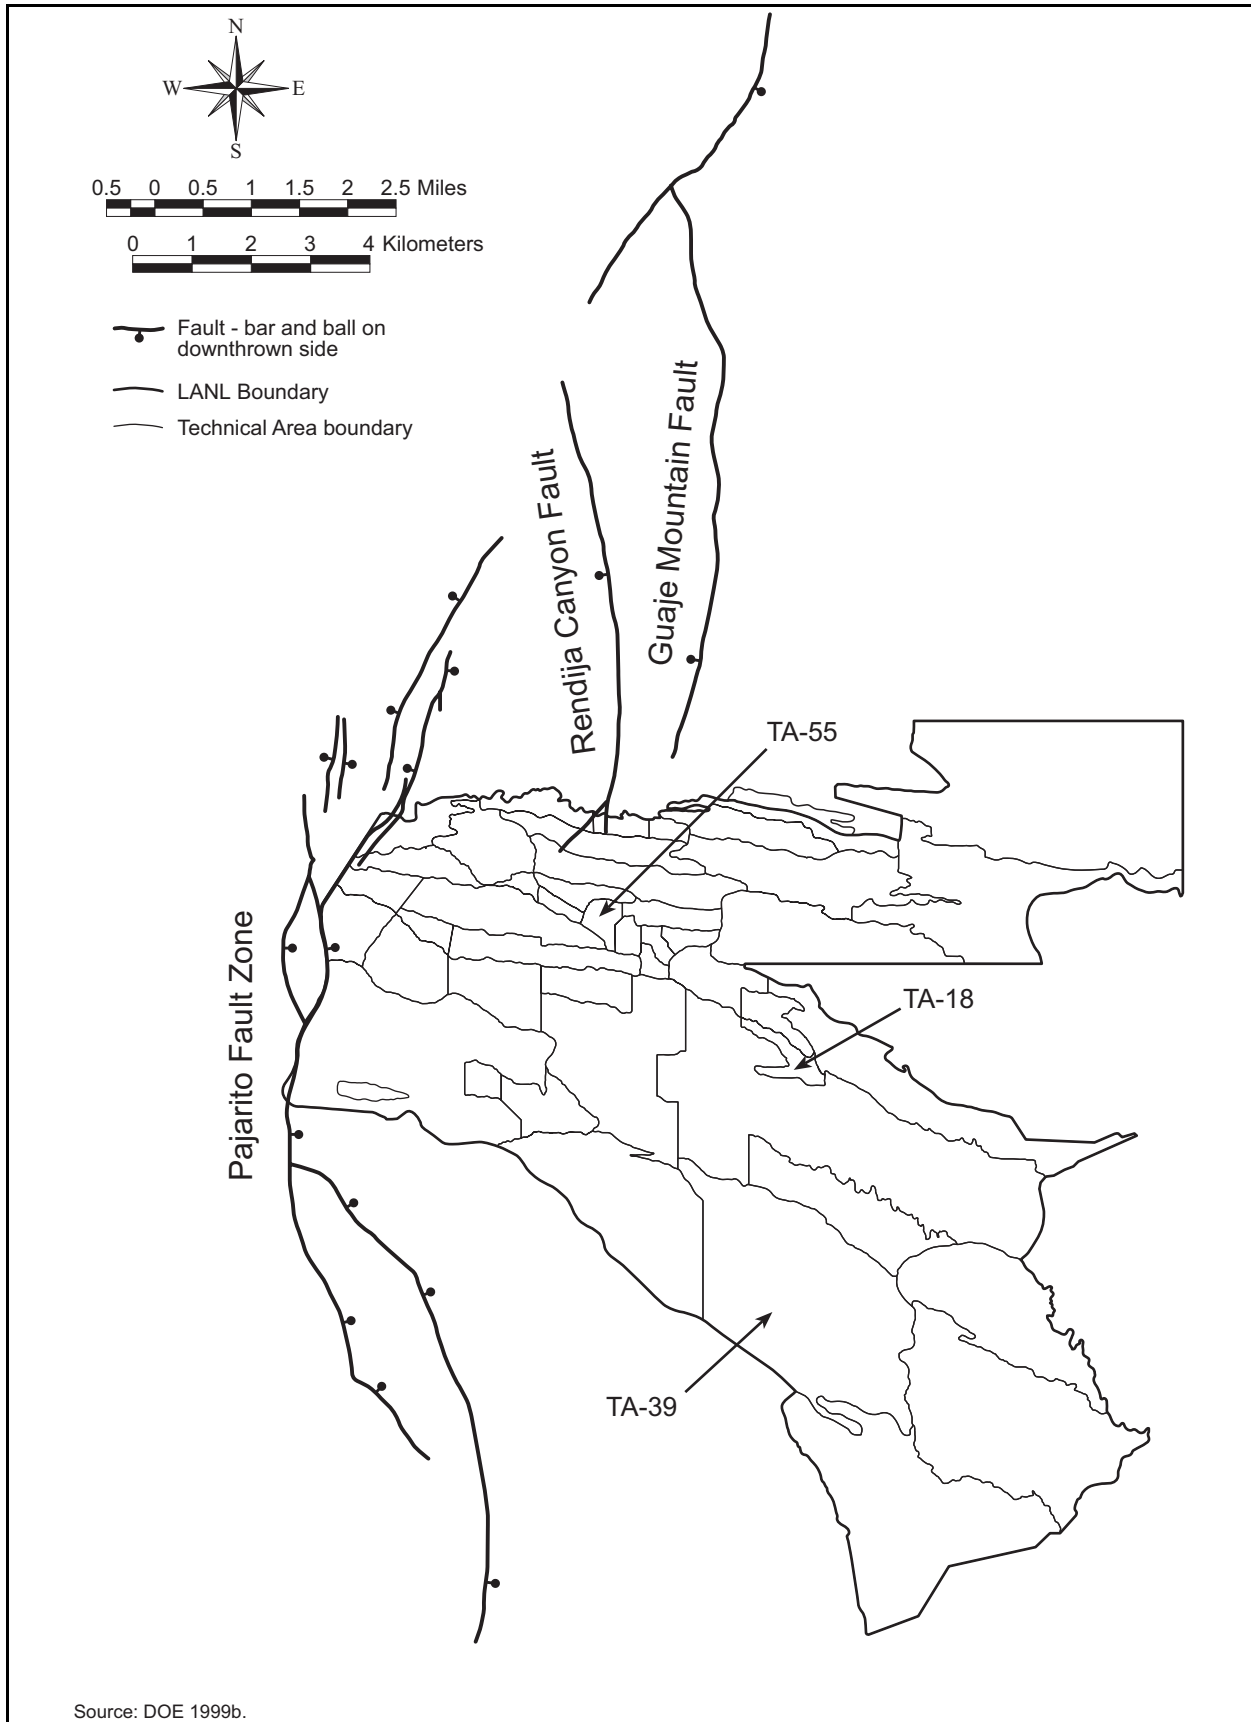 N
W E
S
0.5 0 0.5 1 1.5 2 2.5 Miles
0 1 2 3 4 Kilometers
Fault - bar and ball on
downthrown side
LANL Boundary
Technical Area boundary
Guaje Mountain Fault
Rendija Canyon Fault
TA-55
Pajarito Fault Zone
TA-18
TA-39
Source: DOE 1999b.